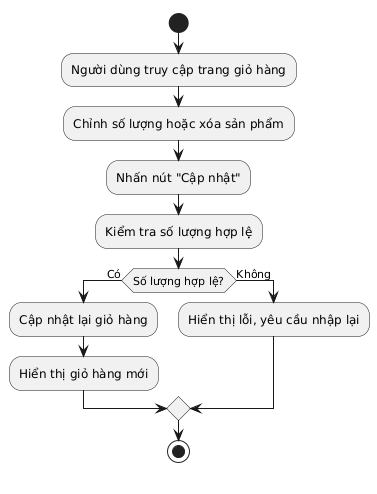 Người dùng truy cập trang giỏ hàng
Chỉnh số lượng hoặc xóa sản phẩm
Nhấn nút "Cập nhật"
Kiểm tra số lượng hợp lệ
Có
Số lượng hợp lệ?
Không
Cập nhật lại giỏ hàng
Hiển thị lỗi, yêu cầu nhập lại
Hiển thị giỏ hàng mới